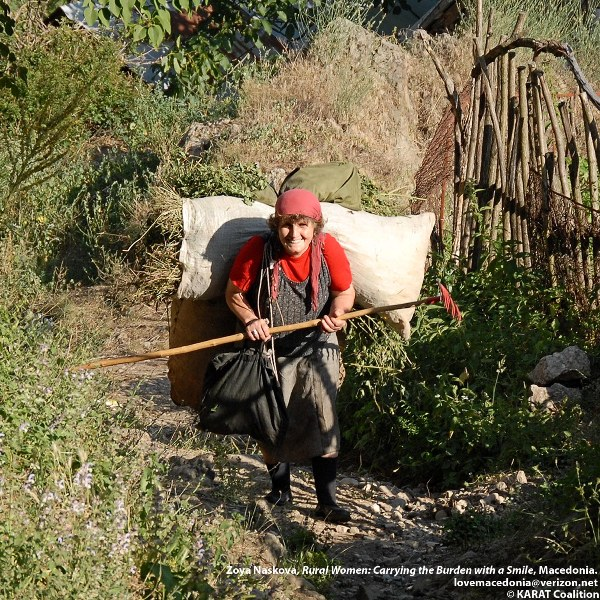 Zoya Naskova, Rural Women: Carrying the Burden with a Smile, Macedonia.
lovemacedonia@verizon.net
© KARAT Coalition